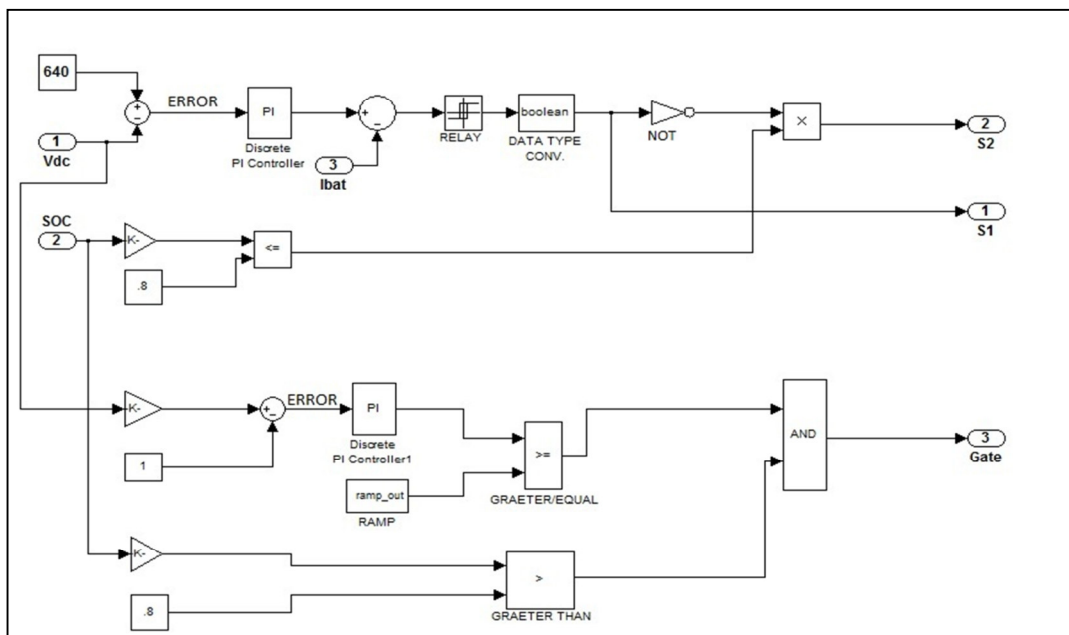 640
ERROR
PI
Discrete
PI Controller
1
Vdc
3
Ibat
RELAY
boolean
DATA TYPE
CONV.
NOT
×
2
S2
1
S1
SOC
2
K-
<=
.8
K-
ERROR
PI
Discrete
PI Controller1
1
ramp_out
RAMP
>=
GRAETER/EQUAL
AND
3
Gate
K-
>
GRAETER THAN
.8